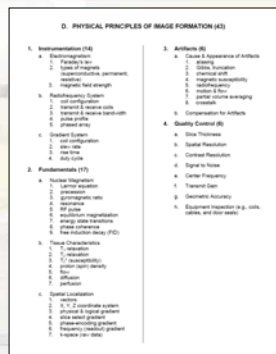 D. PHYSICAL PRINCIPLES OF IMAGE FORMATION (43)
1. Instrumentation (14)
a. Electromagnetism
1. Faraday's law
2. types of magnets
(superconductive, permanent,
resistive)
3. magnetic field strength
b. Radiofrequency System
1. coil configuration
2. transmit & receive coils
3. transmit & receive band-width
4. pulse profile
5. phased array
c. Gradient System
1. coil configuration
2. slew rate
3. rise time
4. duty cycle
2. Fundamentals (17)
a. Nuclear Magnetism
1. Larmor equation
2. precession
3. gyromagnetic ratio
4. resonance
5. RF pulse
6. equilibrium magnetization
7. energy state transitions
8. phase coherence
9. free induction decay (FID)
b. Tissue Characteristics
1. T₁ relaxation
2. T₂ relaxation
3. T₂* (susceptibility)
4. proton (spin) density
5. flow
6. diffusion
7. perfusion
c. Spatial Localization
1. vectors
2. X, Y, Z coordinate system
3. physical & logical gradient
4. slice select gradient
5. phase-encoding gradient
6. frequency (readout) gradient
7. k-space (raw data)
3. Artifacts (6)
a. Cause & Appearance of Artifacts
1. aliasing
2. Gibbs, truncation
3. chemical shift
4. magnetic susceptibility
5. radiofrequency
6. motion & flow
7. partial volume averaging
8. crosstalk
b. Compensation for Artifacts
4. Quality Control (6)
a. Slice Thickness
b. Spatial Resolution
c. Contrast Resolution
d. Signal to Noise
e. Center Frequency
f. Transmit Gain
g. Geometric Accuracy
h. Equipment Inspection (e.g., coils,
cables, and door seals)